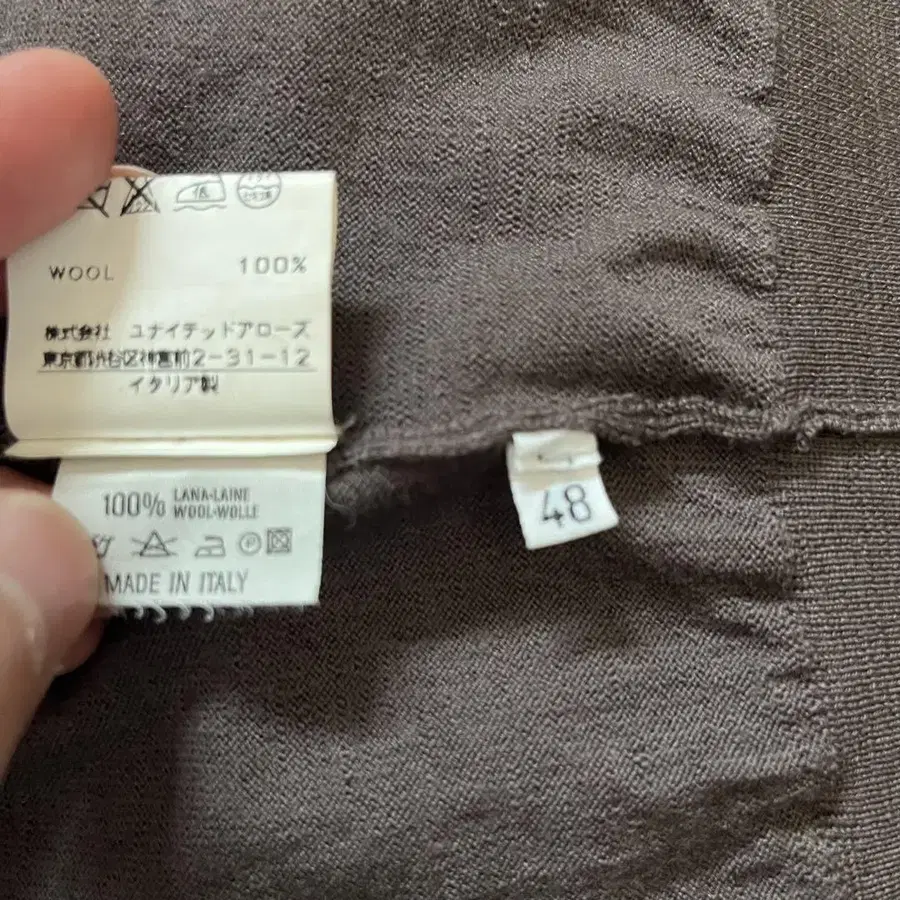 WOOL 100%
株式会社 ユナイテッドアローズ
東京都渋谷区神宮前2-31-12
イタリア製
100% LANA-LAINE
WOOL-WOLLE
MADE IN ITALY
48